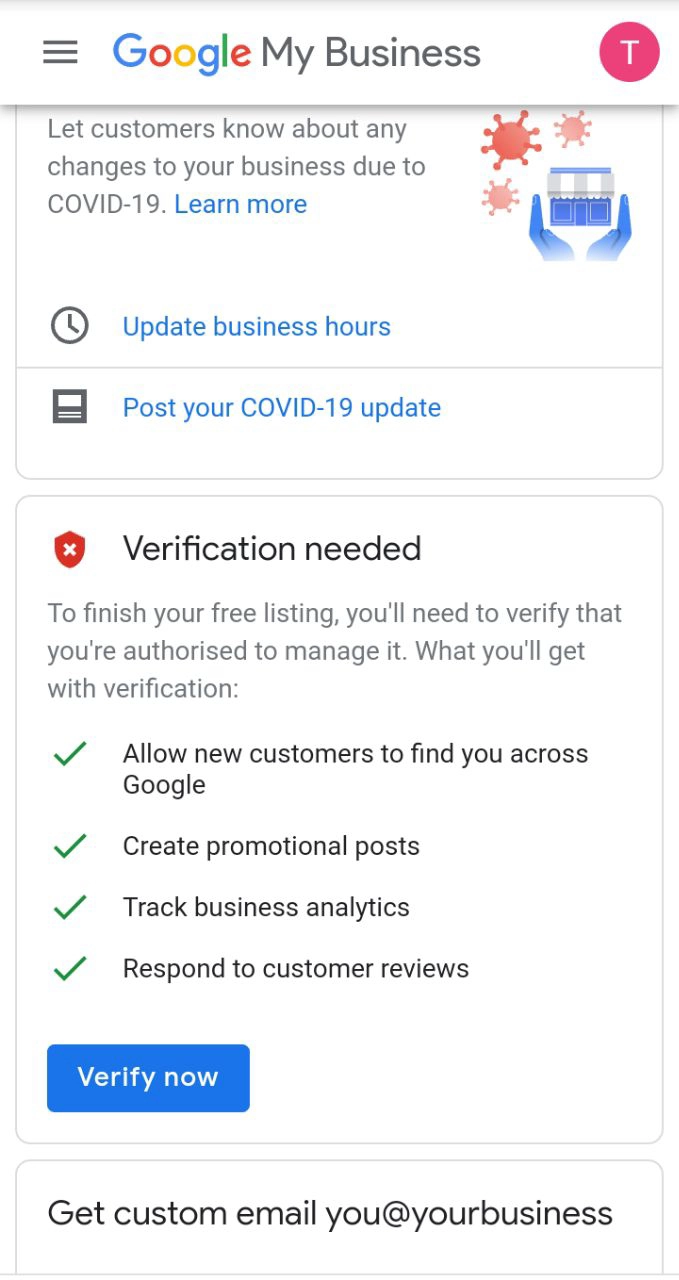 Google My Business
T
Let customers know about any
changes to your business due to
COVID-19. Learn more
Update business hours
Post your COVID-19 update
Verification needed
To finish your free listing, you'll need to verify that
you're authorised to manage it. What you'll get
with verification:
Allow new customers to find you across
Google
Create promotional posts
Track business analytics
Respond to customer reviews
Verify now
Get custom email you@yourbusiness